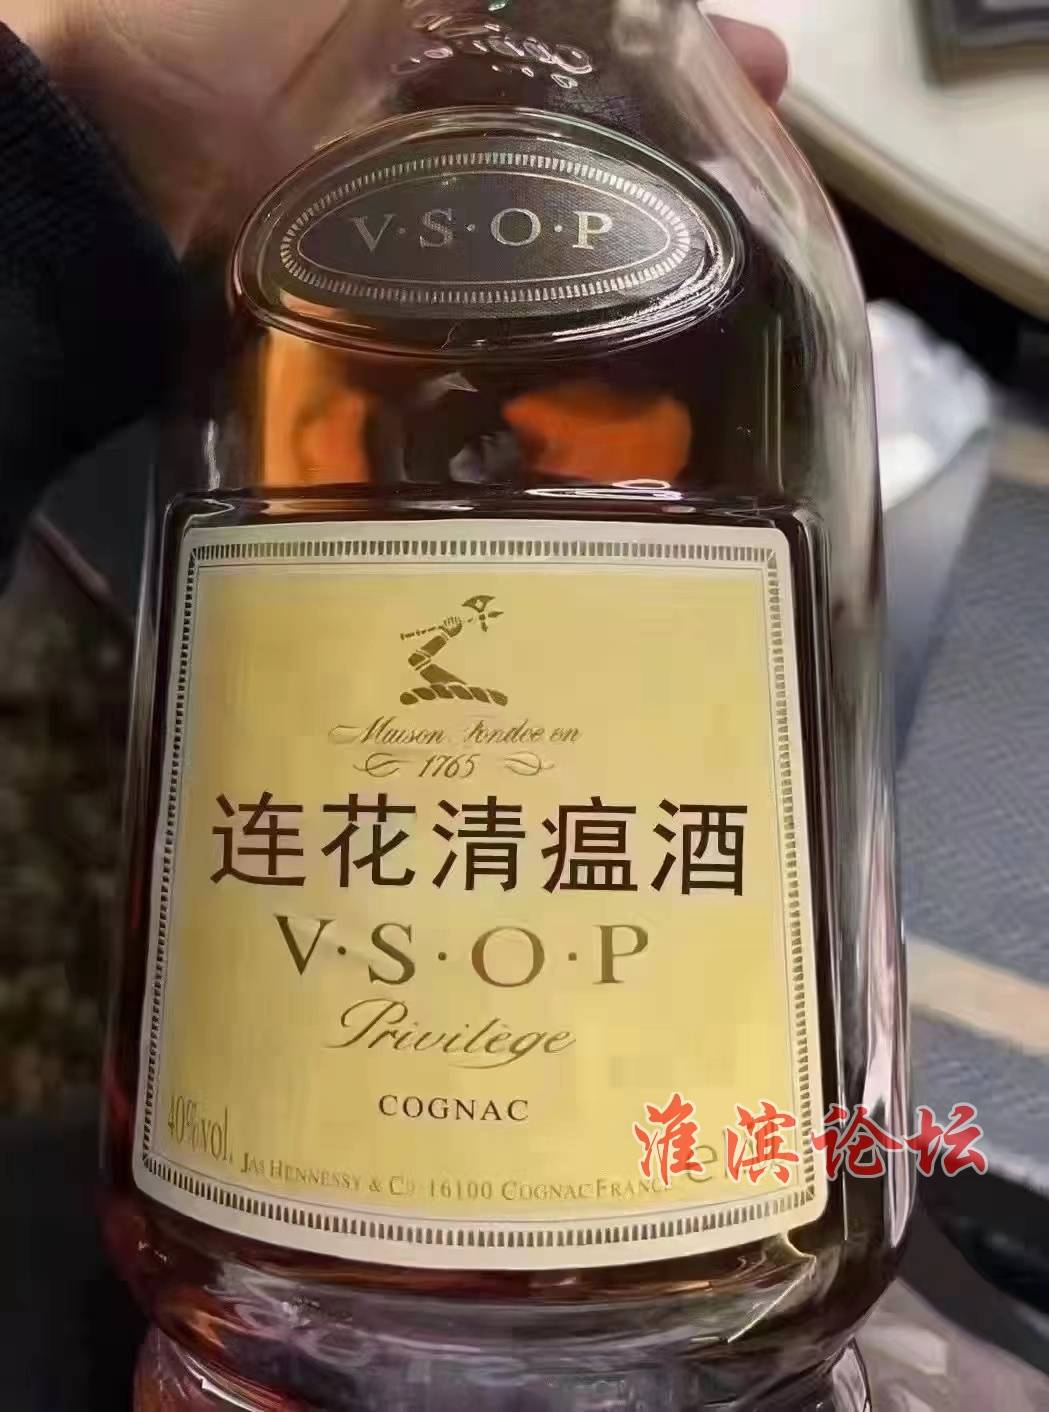 V·S·O·P
Maison Fondée en
1765
连花清瘟酒
V·S·O·P
Privilège
COGNAC
40%vol.
JAS HENNESSY & CO 16100 COGNAC FRANCE
淮滨论坛